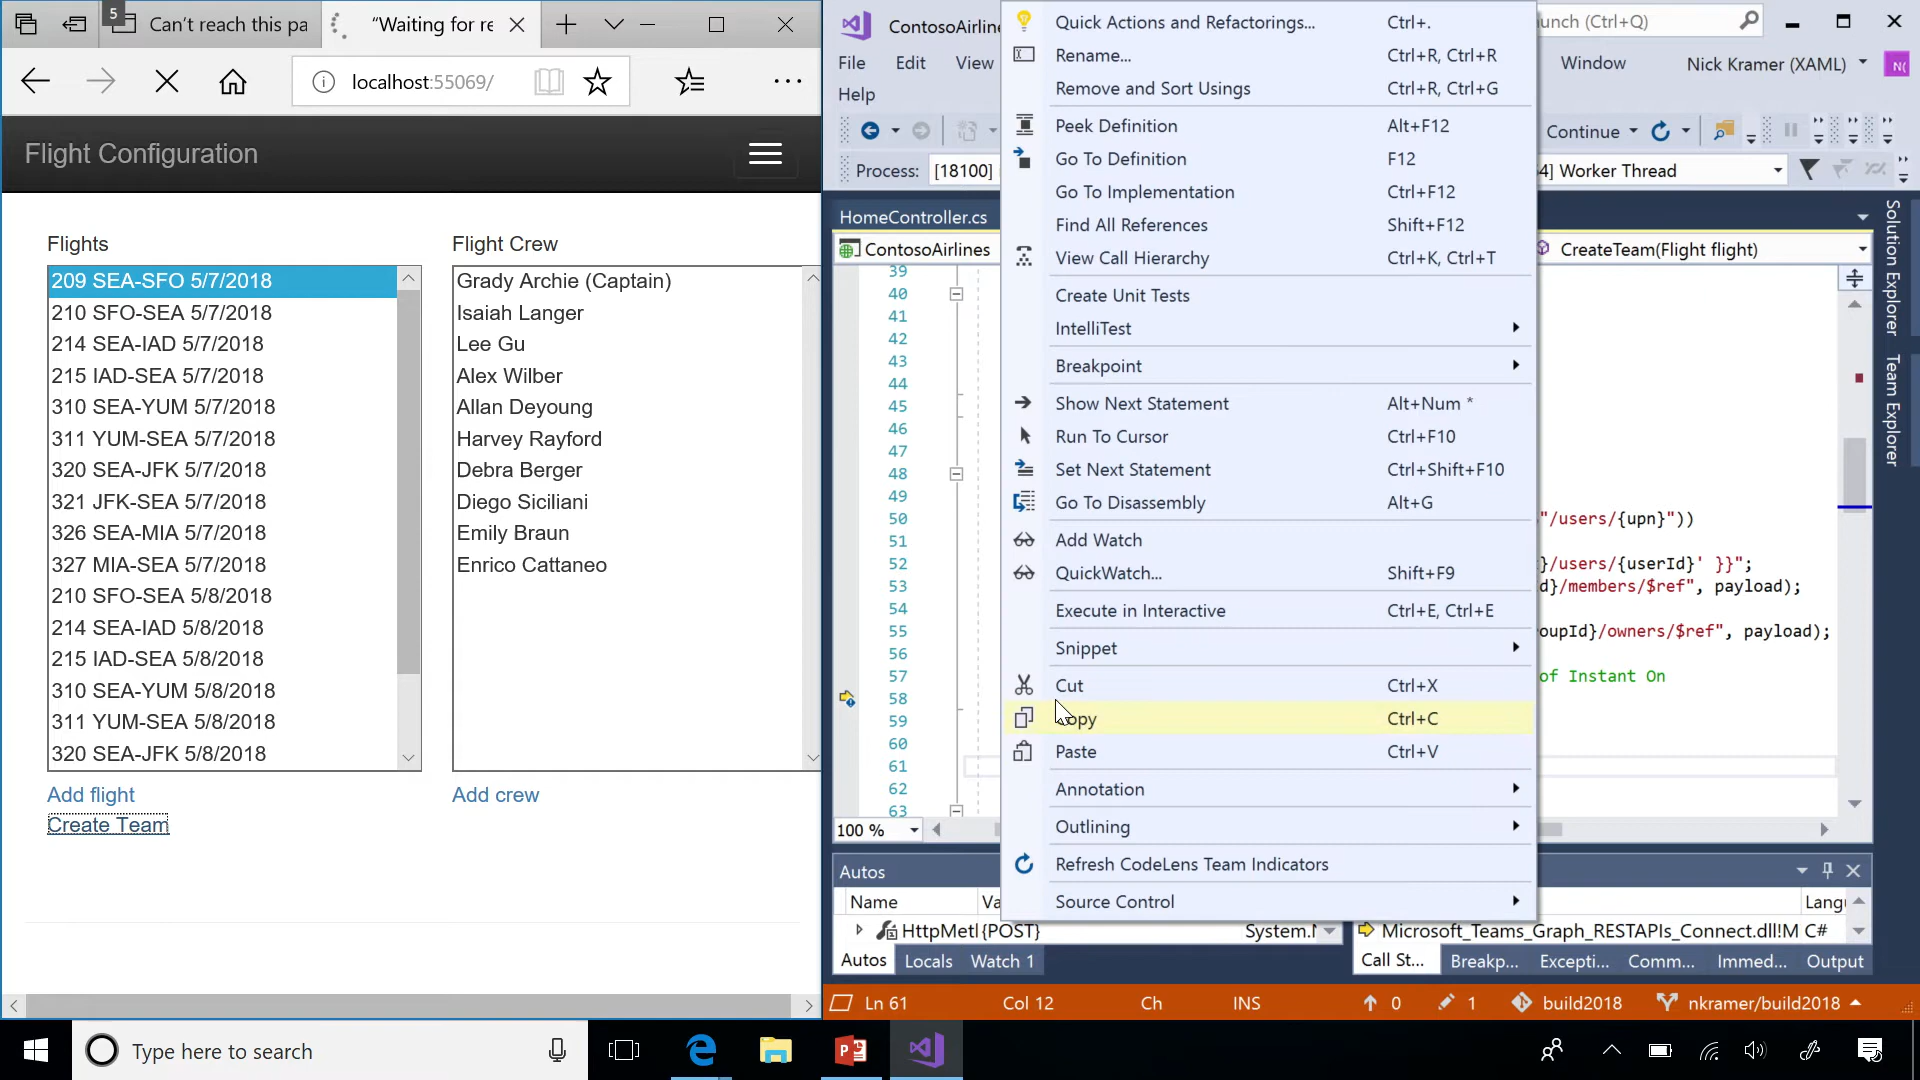 5
Can't reach this pa
"Waiting for re
localhost:55069/
Flight Configuration
Flights
209 SEA-SFO 5/7/2018
210 SFO-SEA 5/7/2018
214 SEA-IAD 5/7/2018
215 IAD-SEA 5/7/2018
310 SEA-YUM 5/7/2018
311 YUM-SEA 5/7/2018
320 SEA-JFK 5/7/2018
321 JFK-SEA 5/7/2018
326 SEA-MIA 5/7/2018
327 MIA-SEA 5/7/2018
210 SFO-SEA 5/8/2018
214 SEA-IAD 5/8/2018
215 IAD-SEA 5/8/2018
310 SEA-YUM 5/8/2018
311 YUM-SEA 5/8/2018
320 SEA-JFK 5/8/2018
Add flight
Create Team
Flight Crew
Grady Archie (Captain)
Isaiah Langer
Lee Gu
Alex Wilber
Allan Deyoung
Harvey Rayford
Debra Berger
Diego Siciliani
Emily Braun
Enrico Cattaneo
Add crew
ContosoAirline
unch (Ctrl+Q)
File Edit View
Window
Nick Kramer (XAML)
N(
Help
Continue
Process: [18100]
4] Worker Thread
HomeController.cs
ContosoAirlines
CreateTeam(Flight flight)
39
40
41
42
43
44
45
46
47
48
49
50
51
52
53
54
55
56
57
58
59
60
61
62
63
"/users/{upn}"))
}/users/{userId}' }}";
d}/members/$ref", payload);
oupId}/owners/$ref", payload);
of Instant On
Quick Actions and Refactorings... Ctrl+.
Rename... Ctrl+R, Ctrl+R
Remove and Sort Usings Ctrl+R, Ctrl+G
Peek Definition Alt+F12
Go To Definition F12
Go To Implementation Ctrl+F12
Find All References Shift+F12
View Call Hierarchy Ctrl+K, Ctrl+T
Create Unit Tests
IntelliTest
Breakpoint
Show Next Statement Alt+Num *
Run To Cursor Ctrl+F10
Set Next Statement Ctrl+Shift+F10
Go To Disassembly Alt+G
Add Watch
QuickWatch... Shift+F9
Execute in Interactive Ctrl+E, Ctrl+E
Snippet
Cut Ctrl+X
Copy Ctrl+C
Paste Ctrl+V
Annotation
Outlining
Refresh CodeLens Team Indicators
Source Control
Solution Explorer
Team Explorer
100 %
Autos
Name Va
HttpMetl {POST} System.N
Autos Locals Watch 1
Langu
Microsoft_Teams_Graph_RESTAPIs_Connect.dll!M C#
Call St... Breakp... Excepti... Comm... Immed... Output
Ln 61 Col 12 Ch INS
0 1 build2018 nkramer/build2018
Type here to search